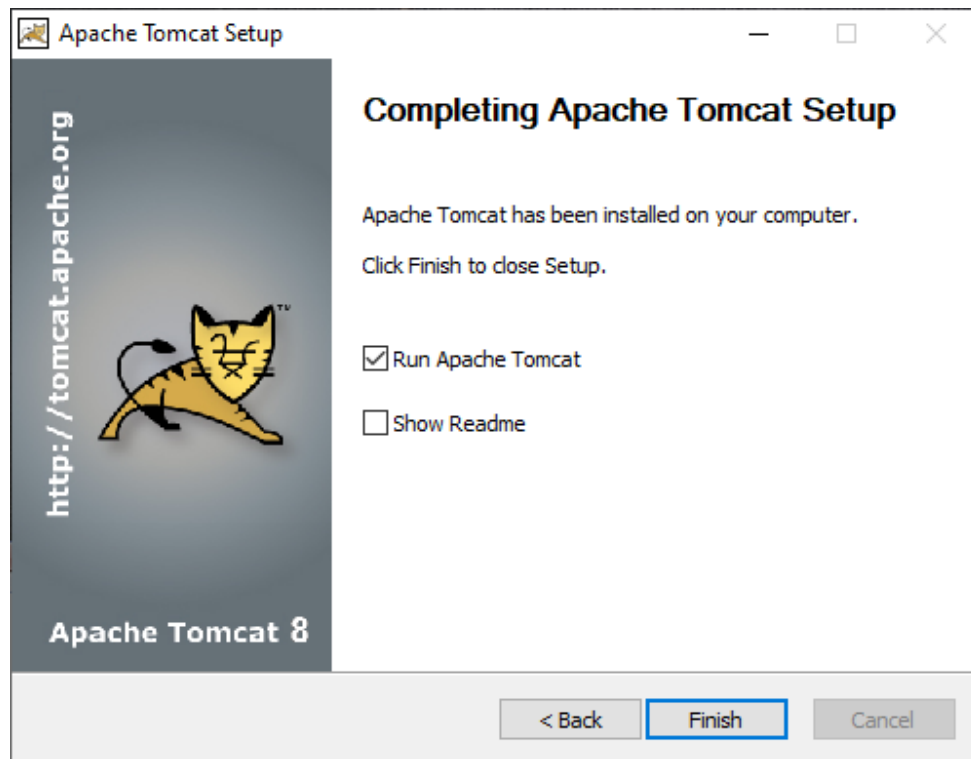 Apache Tomcat Setup
http://tomcat.apache.org
Completing Apache Tomcat Setup
Apache Tomcat has been installed on your computer.
Click Finish to close Setup.
Run Apache Tomcat
Show Readme
TM
Apache Tomcat 8
< Back
Finish
Cancel